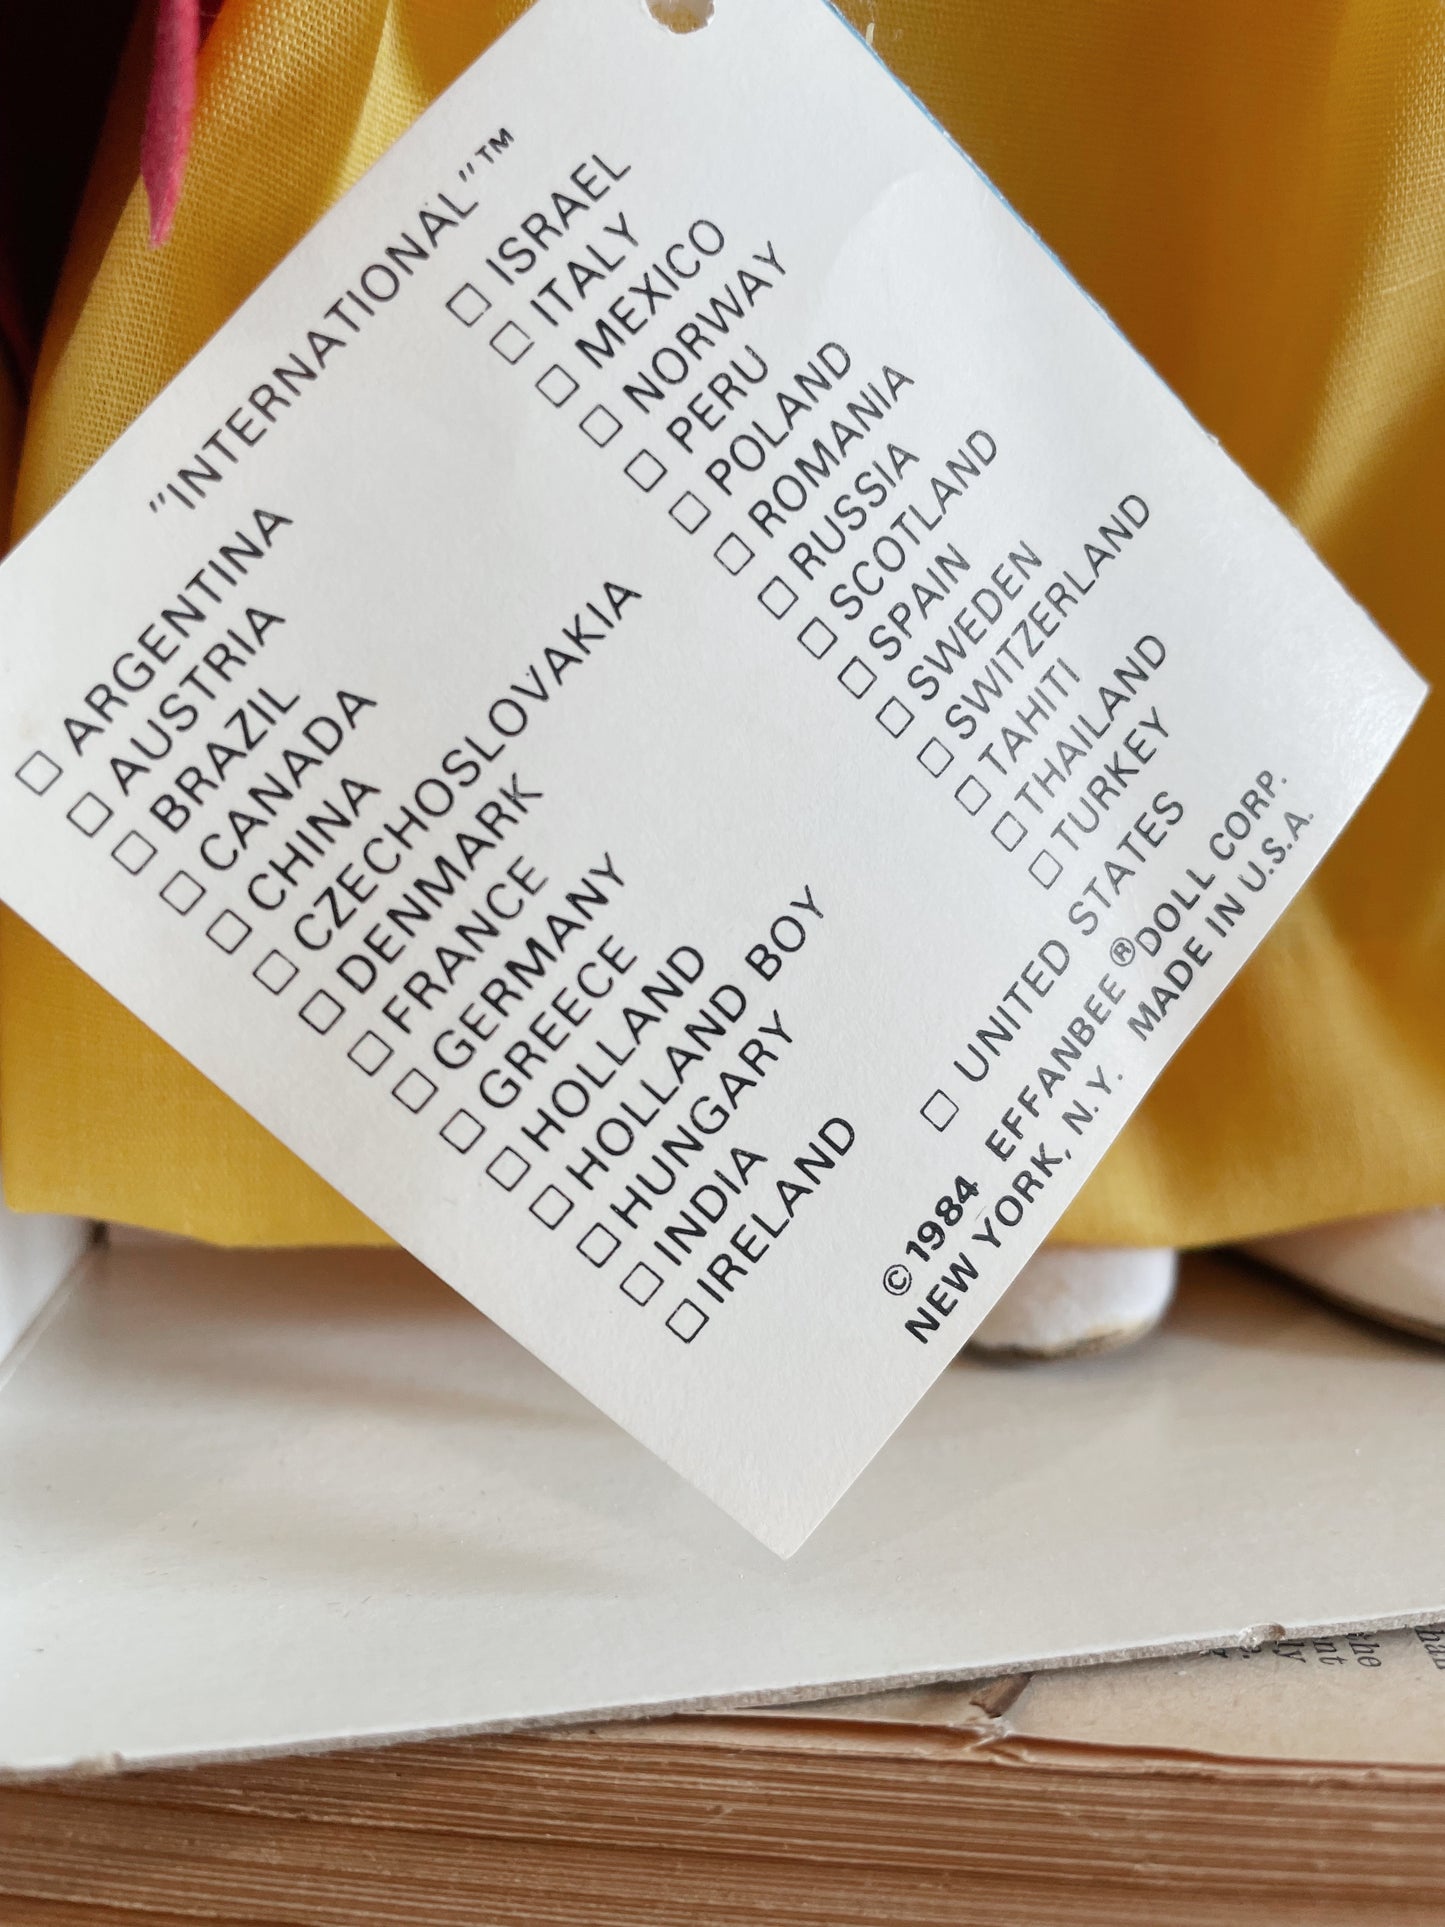 "INTERNATIONAL"™
☐ ARGENTINA
☐ AUSTRIA
☐ BRAZIL
☐ CANADA
☐ CHINA
☐ CZECHOSLOVAKIA
☐ DENMARK
☐ FRANCE
☐ GERMANY
☐ GREECE
☐ HOLLAND
☐ HOLLAND BOY
☐ HUNGARY
☐ INDIA
☐ IRELAND
☐ ISRAEL
☐ ITALY
☐ MEXICO
☐ NORWAY
☐ PERU
☐ POLAND
☐ ROMANIA
☐ RUSSIA
☐ SCOTLAND
☐ SPAIN
☐ SWEDEN
☐ SWITZERLAND
☐ TAHITI
☐ THAILAND
☐ TURKEY
☐ UNITED STATES
© 1984 EFFANBEE® DOLL CORP.
NEW YORK, N.Y. MADE IN U.S.A.